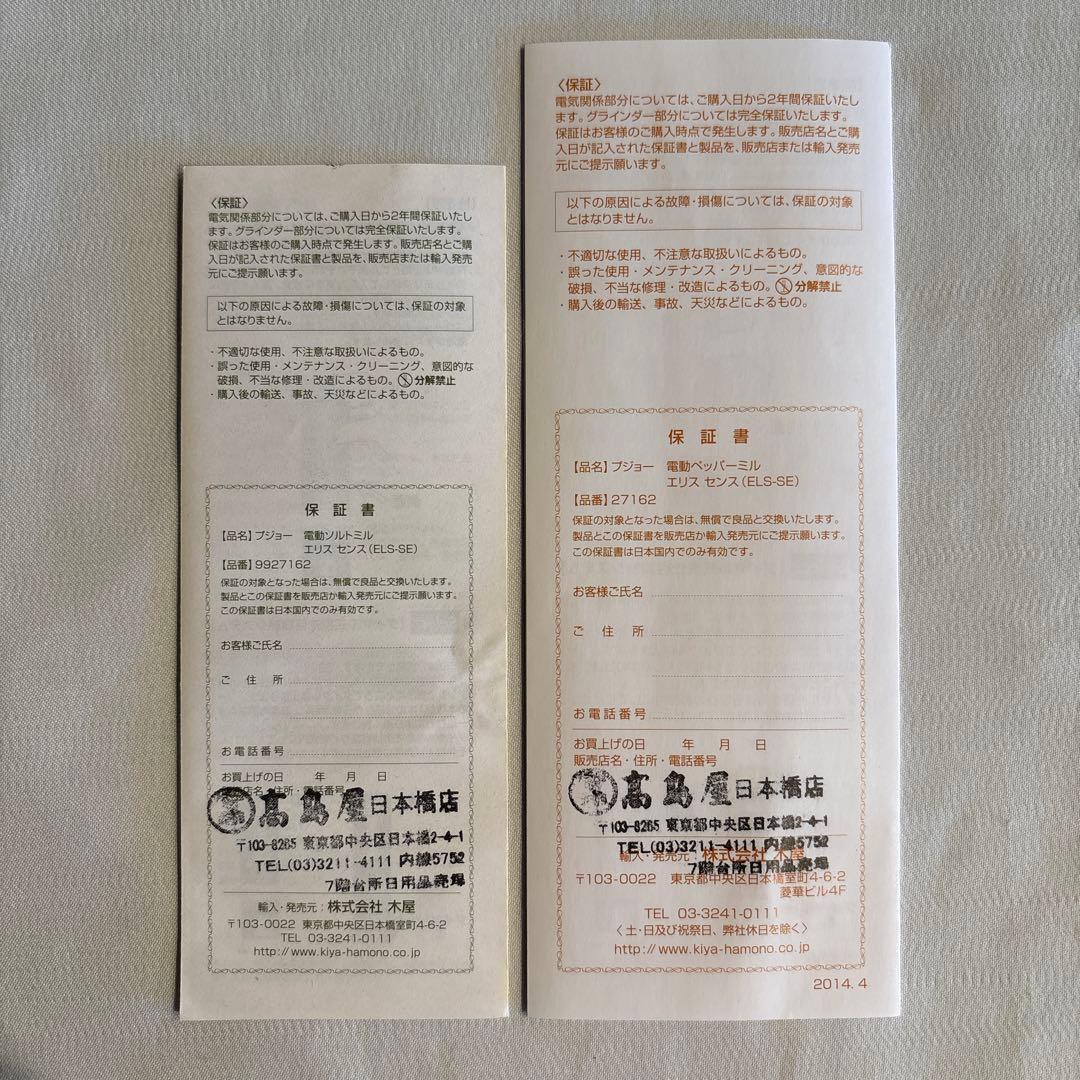 〈保証〉
電気関係部分については、ご購入日から2年間保証いたし
ます。グラインダー部分については完全保証いたします。
保証はお客様のご購入時点で発生します。販売店名とご購
入日が記入された保証書と製品を、販売店または輸入発売
元にご提示願います。
以下の原因による故障・損傷については、保証の対象
とはなりません。
・不適切な使用、不注意な取扱いによるもの。
・誤った使用・メンテナンス・クリーニング、意図的な
破損、不当な修理・改造によるもの。分解禁止
・購入後の輸送、事故、天災などによるもの。
保証書
【品名】プジョー 電動ソルトミル
エリス センス(ELS-SE)
【品番】9927162
保証の対象となった場合は、無償で良品と交換いたします。
製品とこの保証書を販売店か輸入発売元にご提示願います。
この保証書は日本国内でのみ有効です。
お客様ご氏名
ご住所
お電話番号
お買上げの日 年 月 日
店名・住所・電話番号
髙島屋日本橋店
〒103-8265 東京都中央区日本橋2-4-1
TEL(03)3211-4111 内線5752
7階台所日用品売場
輸入・発売元:株式会社 木屋
〒103-0022 東京都中央区日本橋室町4-6-2
TEL 03-3241-0111
http://www.kiya-hamono.co.jp
〈保証〉
電気関係部分については、ご購入日から2年間保証いたし
ます。グラインダー部分については完全保証いたします。
保証はお客様のご購入時点で発生します。販売店名とご購
入日が記入された保証書と製品を、販売店または輸入発売
元にご提示願います。
以下の原因による故障・損傷については、保証の対象
とはなりません。
・不適切な使用、不注意な取扱いによるもの。
・誤った使用・メンテナンス・クリーニング、意図的な
破損、不当な修理・改造によるもの。分解禁止
・購入後の輸送、事故、天災などによるもの。
保証書
【品名】プジョー 電動ペッパーミル
エリス センス(ELS-SE)
【品番】27162
保証の対象となった場合は、無償で良品と交換いたします。
製品とこの保証書を販売店か輸入発売元にご提示願います。
この保証書は日本国内でのみ有効です。
お客様ご氏名
ご住所
お電話番号
お買上げの日 年 月 日
販売店名・住所・電話番号
髙島屋日本橋店
〒103-8265 東京都中央区日本橋2-4-1
TEL(03)3211-4111 内線5752
輸入・発売元:株式会社 木屋
7階台所日用品売場
〒103-0022 東京都中央区日本橋室町4-6-2
菱華ビル4F
TEL 03-3241-0111
〈土・日及び祝祭日、弊社休日を除く〉
http://www.kiya-hamono.co.jp
2014.4